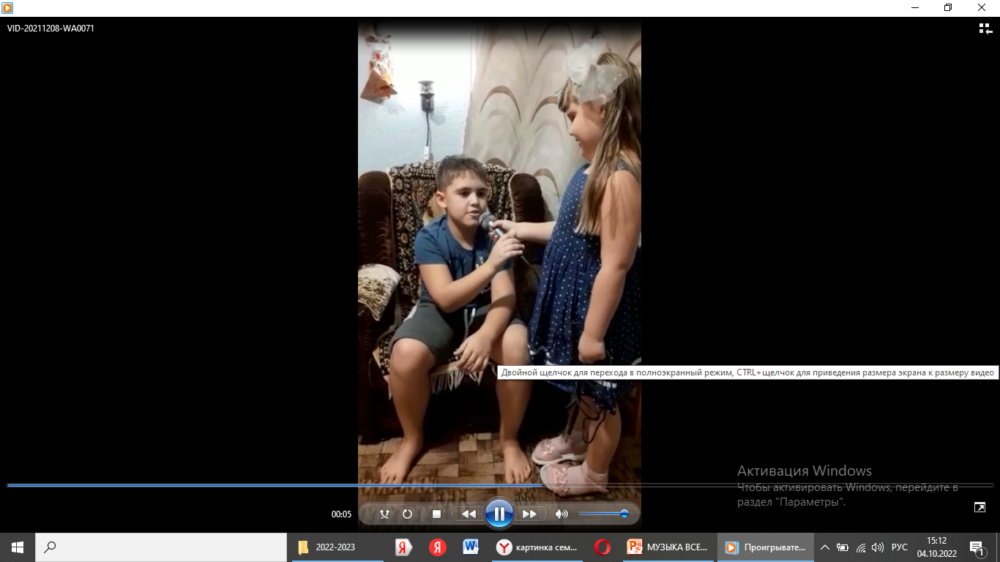 VID-20211208-WA0071
Двойной щелчок для перехода в полноэкранный режим, CTRL+щелчок для приведения размера экрана к размеру видео
Активация Windows
Чтобы активировать Windows, перейдите в
раздел "Параметры".
00:05
2022-2023
Я
Я
W
Y
картинка сем...
P
МУЗЫКА ВСЕ...
Проигрывате...
РУС
15:12
04.10.2022
1